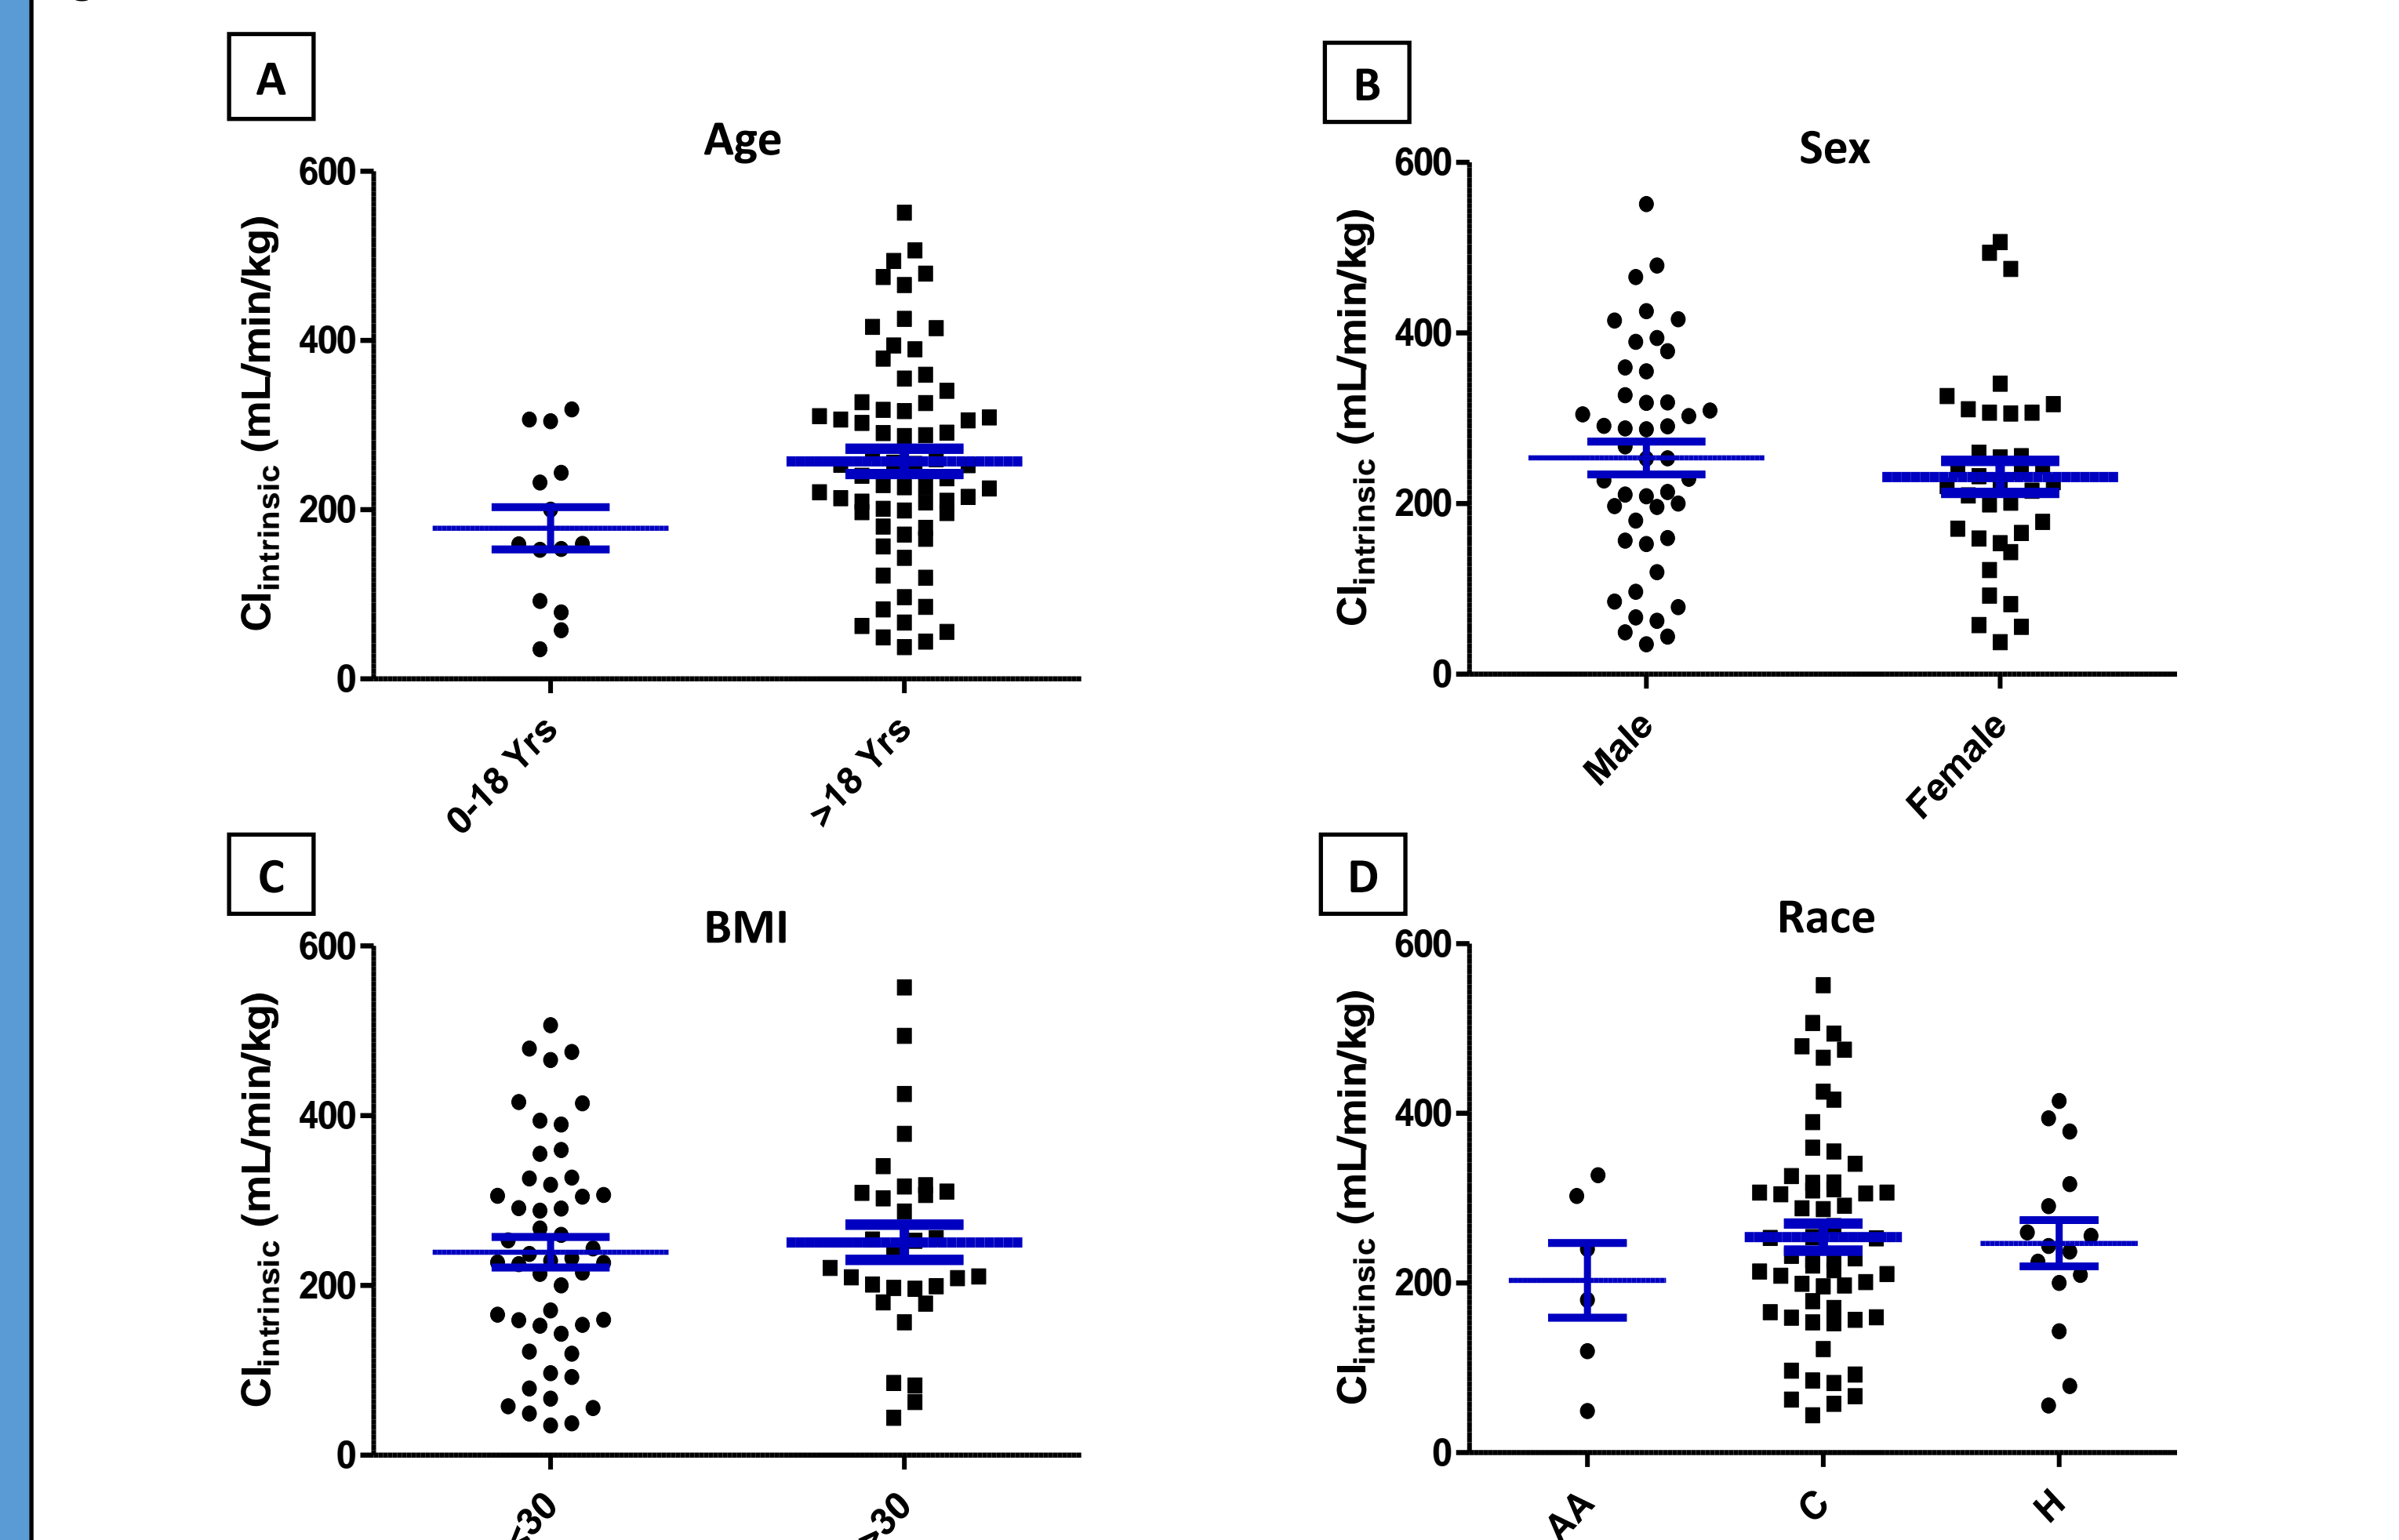 A
Age
600
400
200
0
Clintrinsic (mL/min/kg)
0-18 Yrs
>18 Yrs
B
Sex
600
400
200
0
Clintrinsic (mL/min/kg)
Male
Female
C
BMI
600
400
200
0
Clintrinsic (mL/min/kg)
<30
>30
D
Race
600
400
200
0
Clintrinsic (mL/min/kg)
AA
C
H